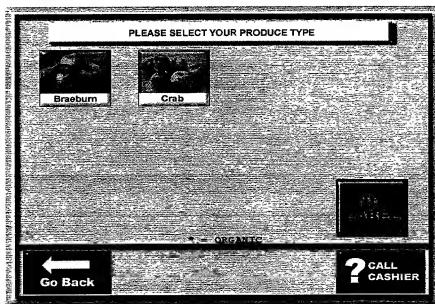 PLEASE SELECT YOUR PRODUCE TYPE
Braeburn
Crab
* = ORGANIC
Go Back
? CALL
CASHIER